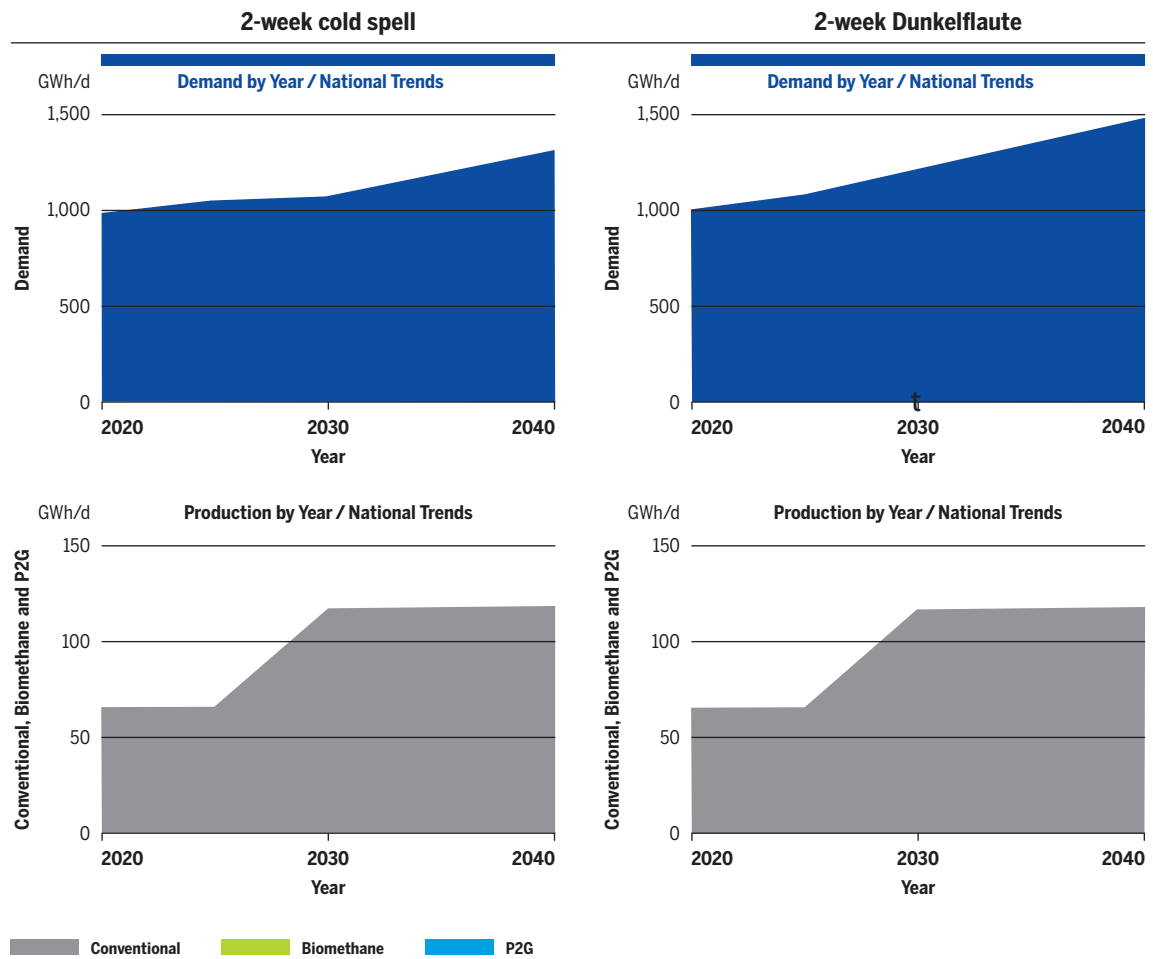 2-week cold spell
2-week Dunkelflaute
GWh/d
Demand by Year / National Trends
1,500
1,000
500
0
Demand
2020
2030
2040
Year
GWh/d
Demand by Year / National Trends
1,500
1,000
500
0
Demand
t
2020
2030
2040
Year
GWh/d
Production by Year / National Trends
150
100
50
0
Conventional, Biomethane and P2G
2020
2030
2040
Year
GWh/d
Production by Year / National Trends
150
100
50
0
Conventional, Biomethane and P2G
2020
2030
2040
Year
Conventional
Biomethane
P2G